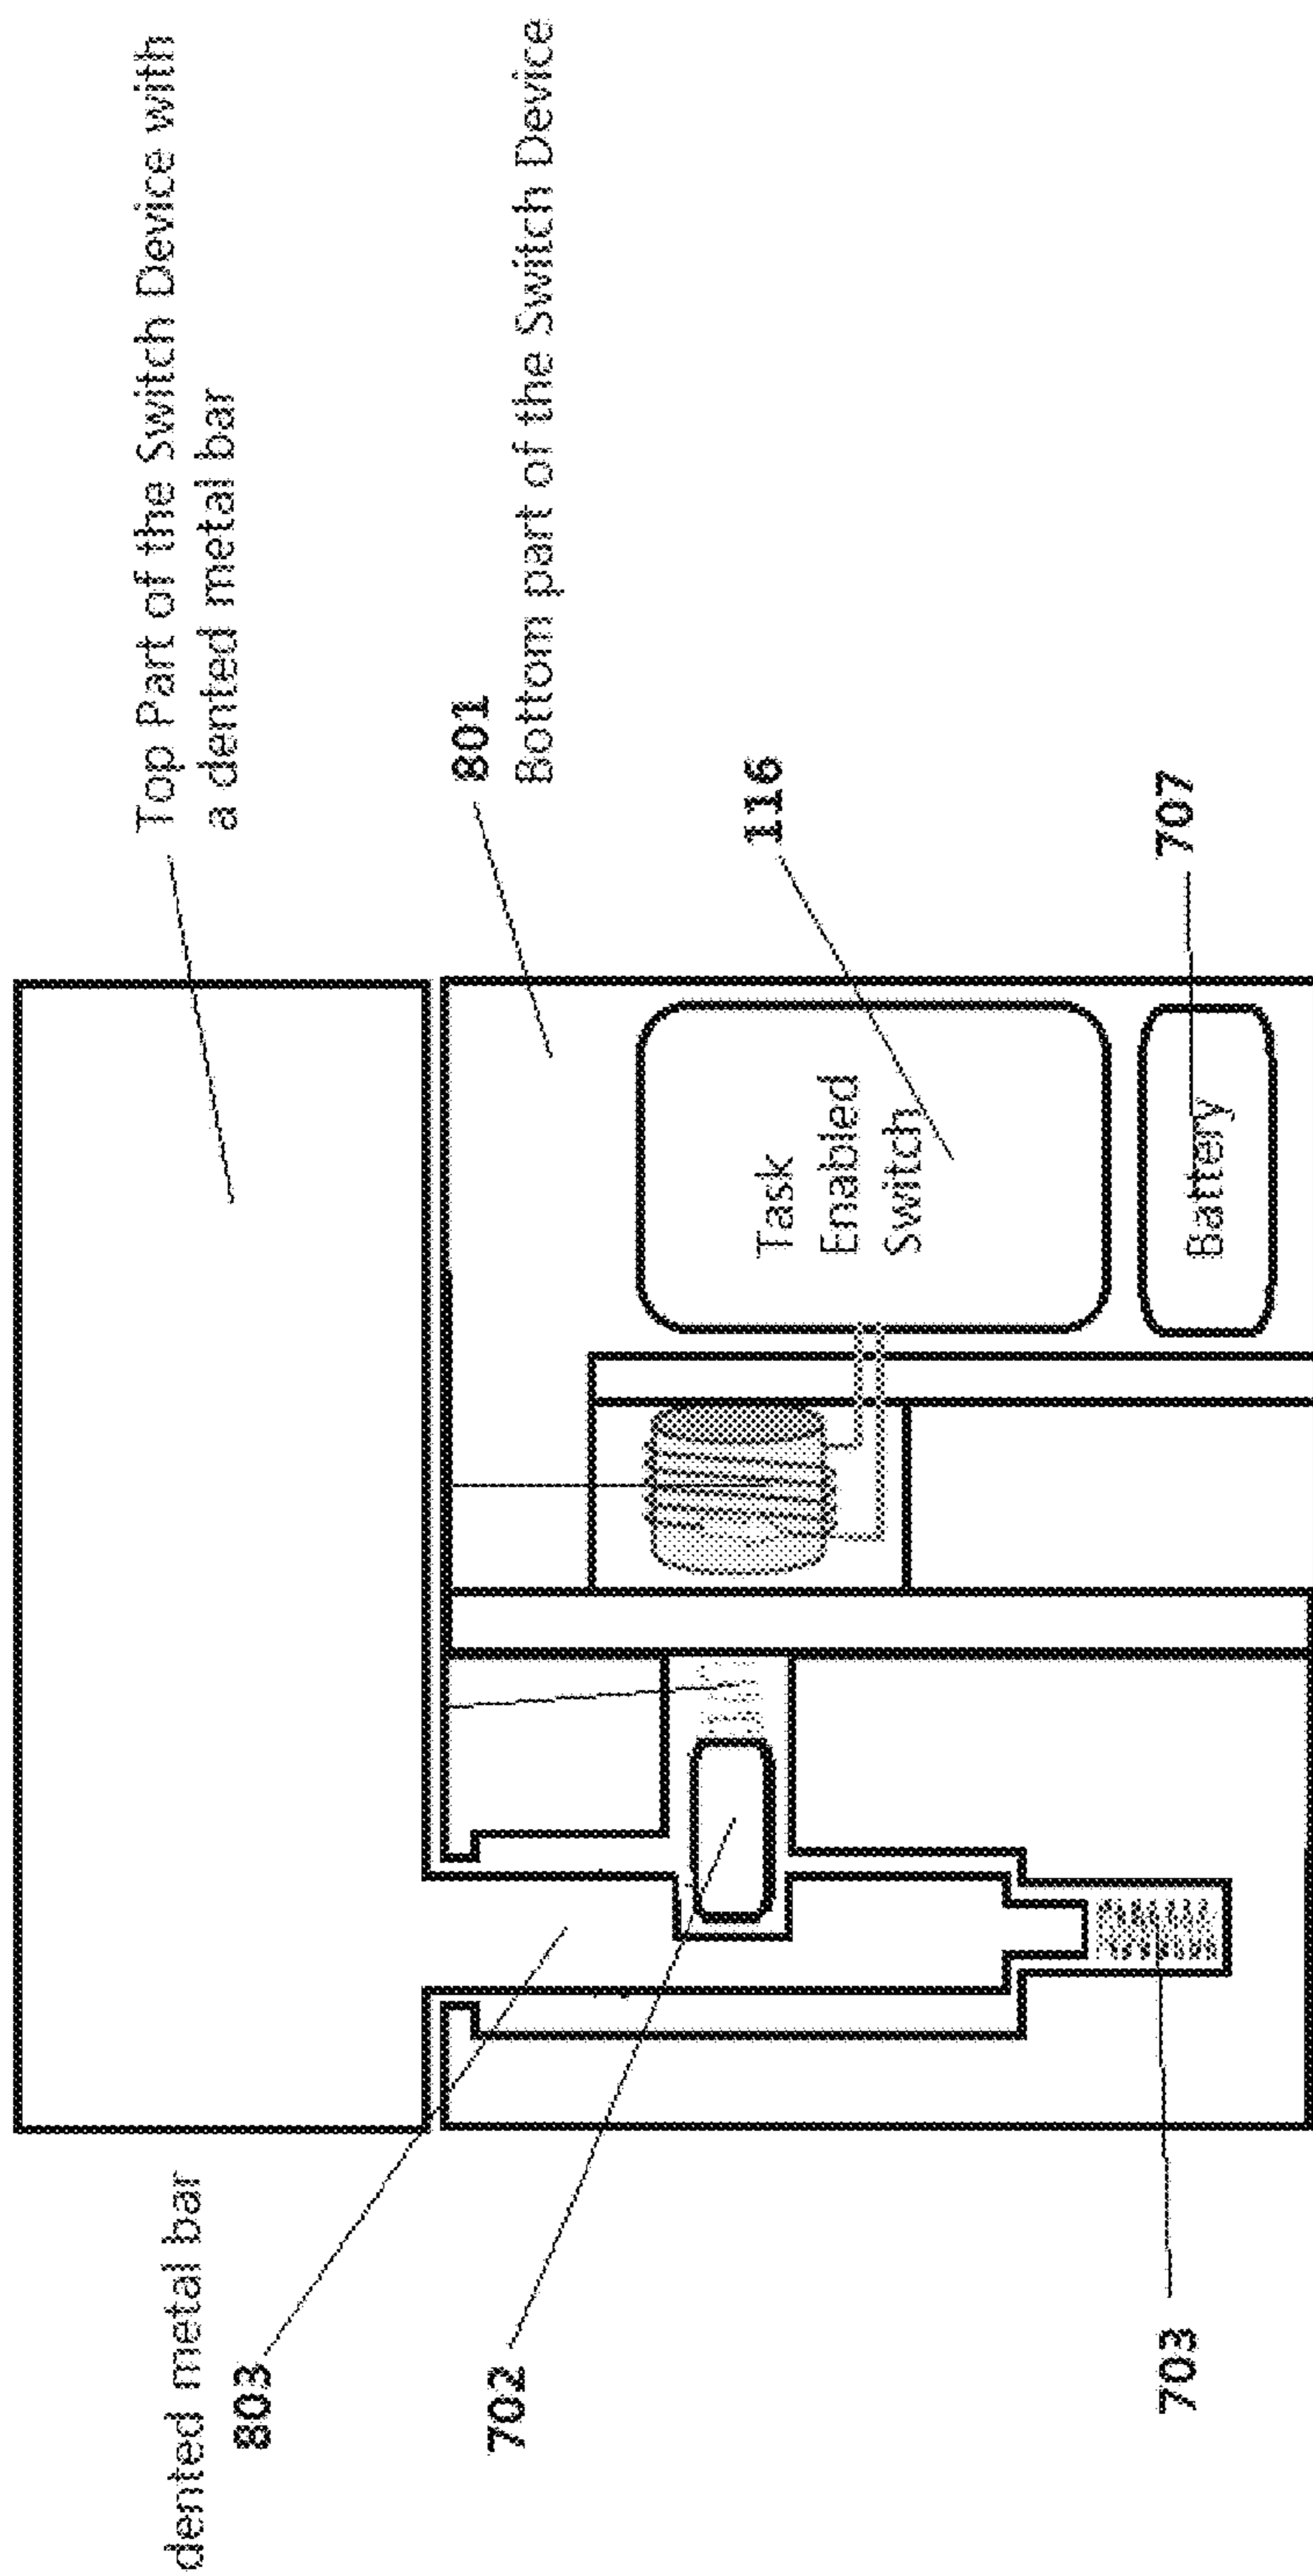 Top Part of the Switch Device with
a dented metal bar
801
Bottom part of the Switch Device
dented metal bar
803
702
116
Task
Enabled
Switch
707
Battery
703